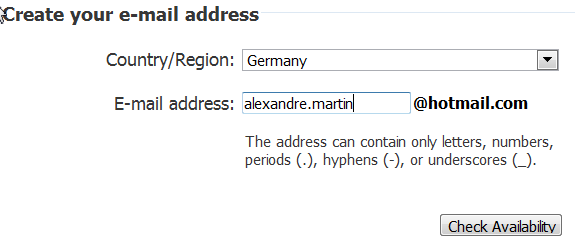 Create your e-mail address
Country/Region: Germany
E-mail address: alexandre.martin @hotmail.com
The address can contain only letters, numbers,
periods (.), hyphens (-), or underscores (_).
Check Availability